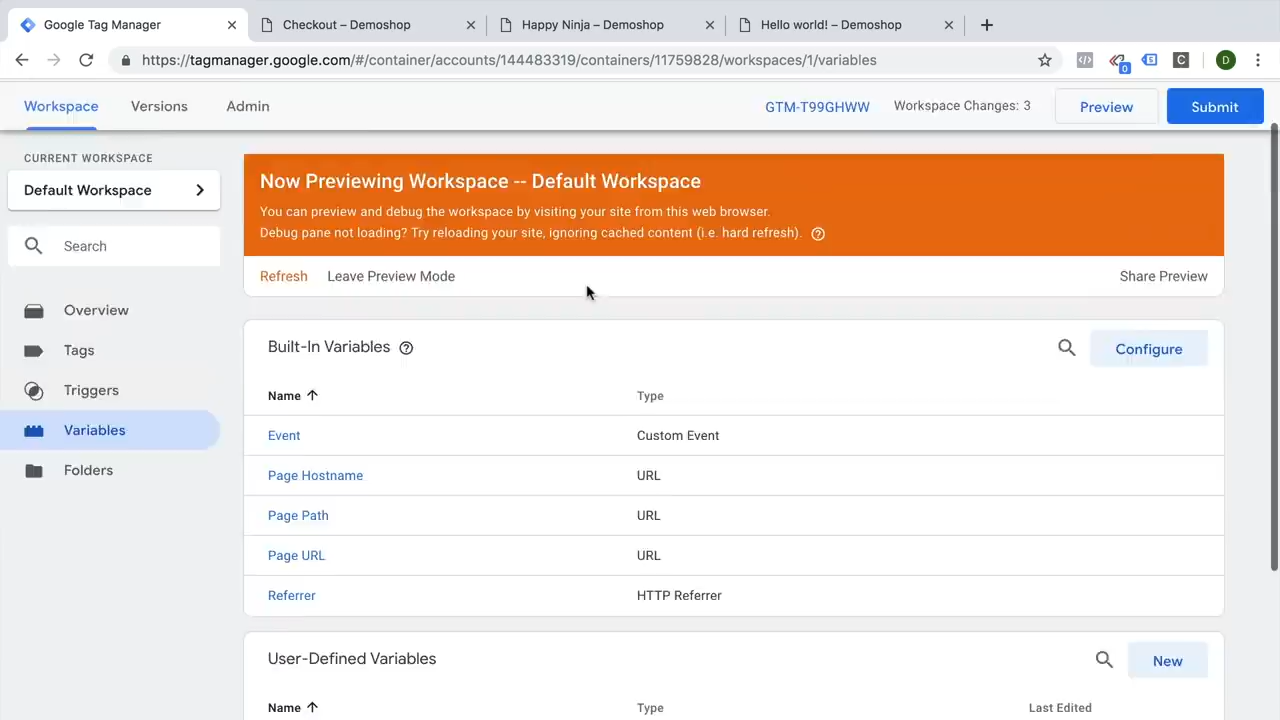 Google Tag Manager
Checkout – Demoshop
Happy Ninja – Demoshop
Hello world! – Demoshop
https://tagmanager.google.com/#/container/accounts/144483319/containers/11759828/workspaces/1/variables
0
C
D
Workspace
Versions
Admin
GTM-T99GHWW
Workspace Changes: 3
Preview
Submit
CURRENT WORKSPACE
Default Workspace
Search
Overview
Tags
Triggers
Variables
Folders
Now Previewing Workspace -- Default Workspace
You can preview and debug the workspace by visiting your site from this web browser.
Debug pane not loading? Try reloading your site, ignoring cached content (i.e. hard refresh).
Refresh
Leave Preview Mode
Share Preview
Built-In Variables
Configure
Name
Type
Event
Custom Event
Page Hostname
URL
Page Path
URL
Page URL
URL
Referrer
HTTP Referrer
User-Defined Variables
New
Name
Type
Last Edited